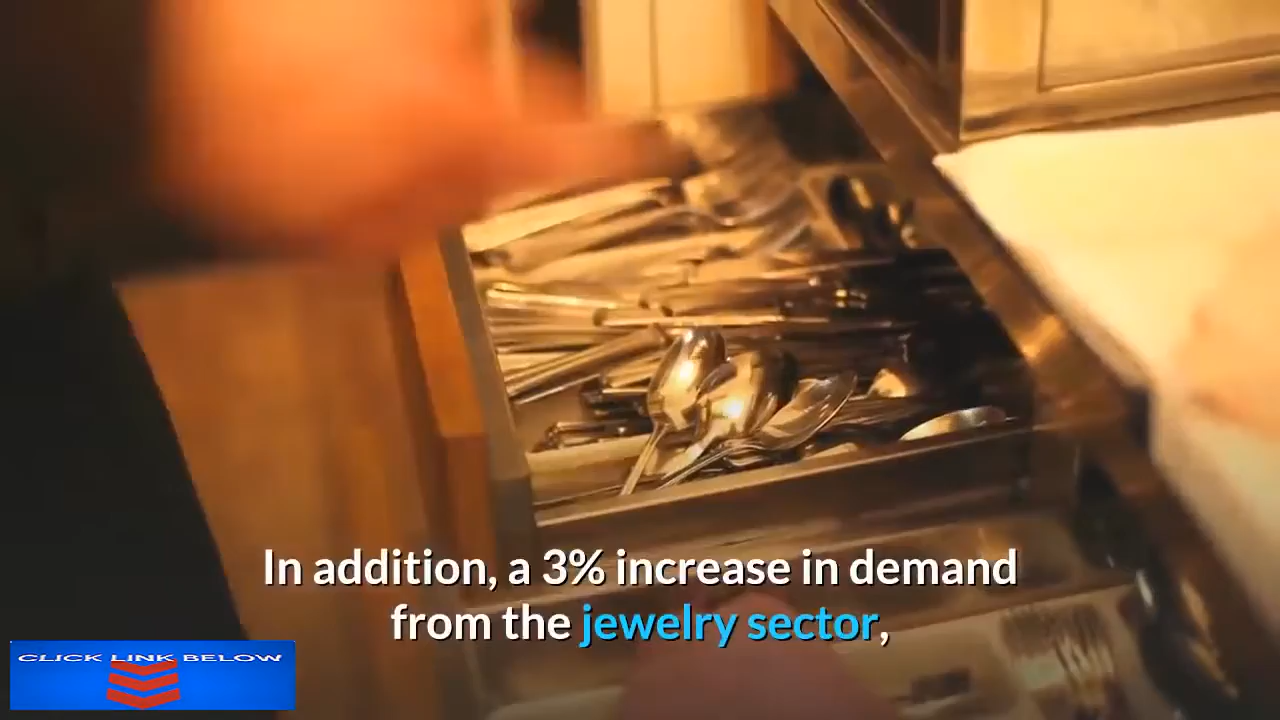 In addition, a 3% increase in demand
from the jewelry sector,
CLICK LINK BELOW